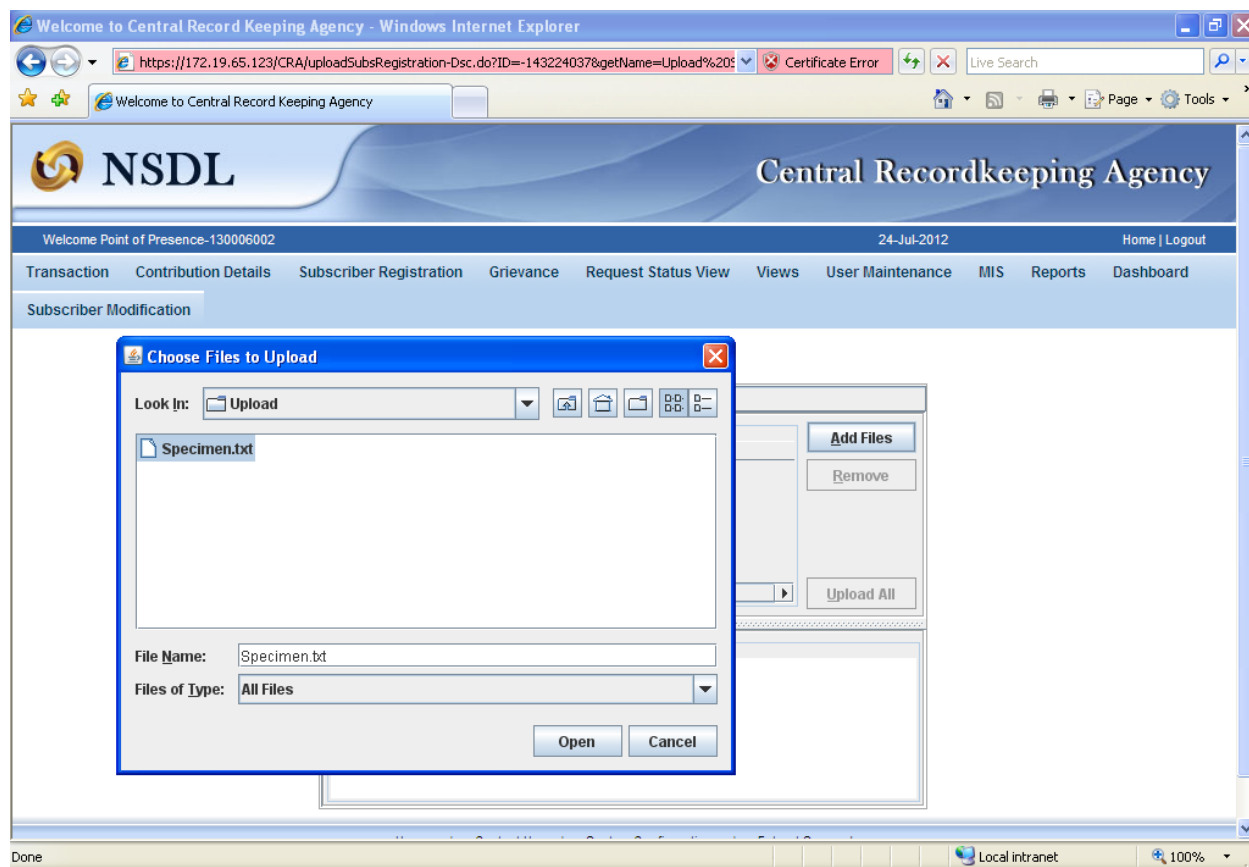 Welcome to Central Record Keeping Agency - Windows Internet Explorer
https://172.19.65.123/CRA/uploadSubsRegistration-Dsc.do?ID=-1432240378&getName=Upload%20S Certificate Error Live Search
Welcome to Central Record Keeping Agency Page Tools
NSDL Central Recordkeeping Agency
Welcome Point of Presence-130006002 24-Jul-2012 Home | Logout
Transaction Contribution Details Subscriber Registration Grievance Request Status View Views User Maintenance MIS Reports Dashboard
Subscriber Modification
Choose Files to Upload
Look In: Upload
Specimen.txt
Add Files
Remove
Upload All
File Name: Specimen.txt
Files of Type: All Files
Open Cancel
Done Local intranet 100%